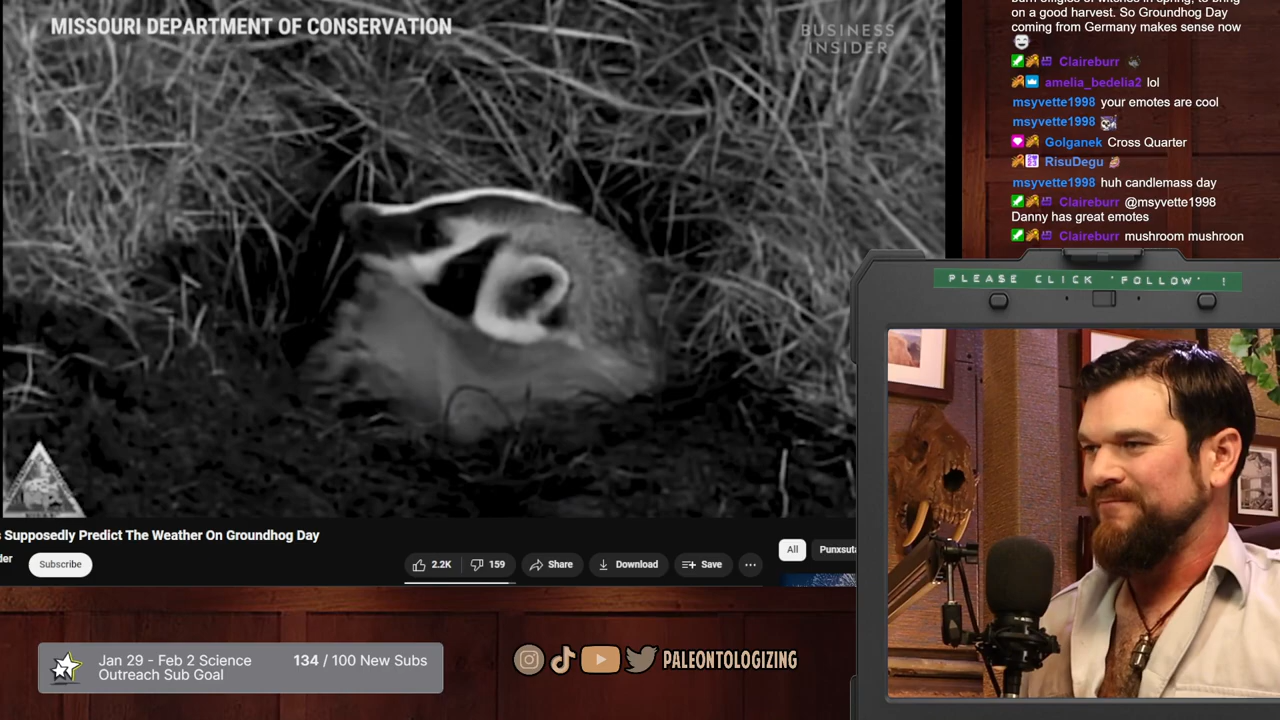 MISSOURI DEPARTMENT OF CONSERVATION
BUSINESS
INSIDER
on a good harvest. So Groundhog Day
coming from Germany makes sense now
Claireburr
amelia_bedelia2 lol
msyvette1998 your emotes are cool
msyvette1998
Golganek Cross Quarter
RisuDegu
msyvette1998 huh candlemass day
Claireburr @msyvette1998
Danny has great emotes
Claireburr mushroom mushroon
PLEASE CLICK 'FOLLOW' !
Supposedly Predict The Weather On Groundhog Day
Subscribe
2.2K
159
Share
Download
Save
All
Jan 29 - Feb 2 Science
Outreach Sub Goal
134 / 100 New Subs
PALEONTOLOGIZING